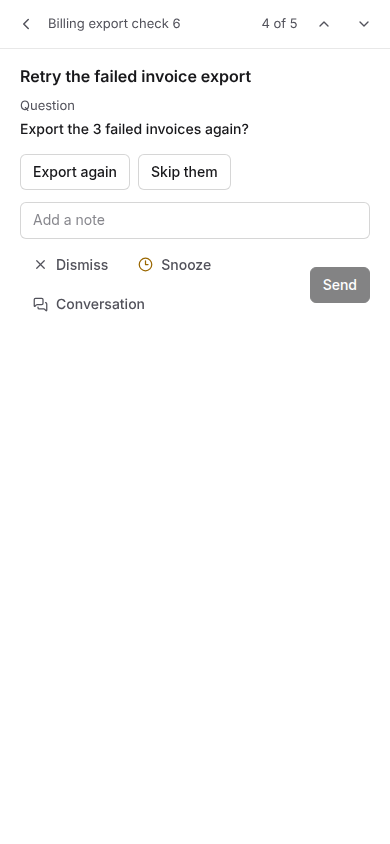 Billing export check 6
4 of 5
Retry the failed invoice export
Question
Export the 3 failed invoices again?
Export again
Skip them
Add a note
Dismiss
Snooze
Send
Conversation